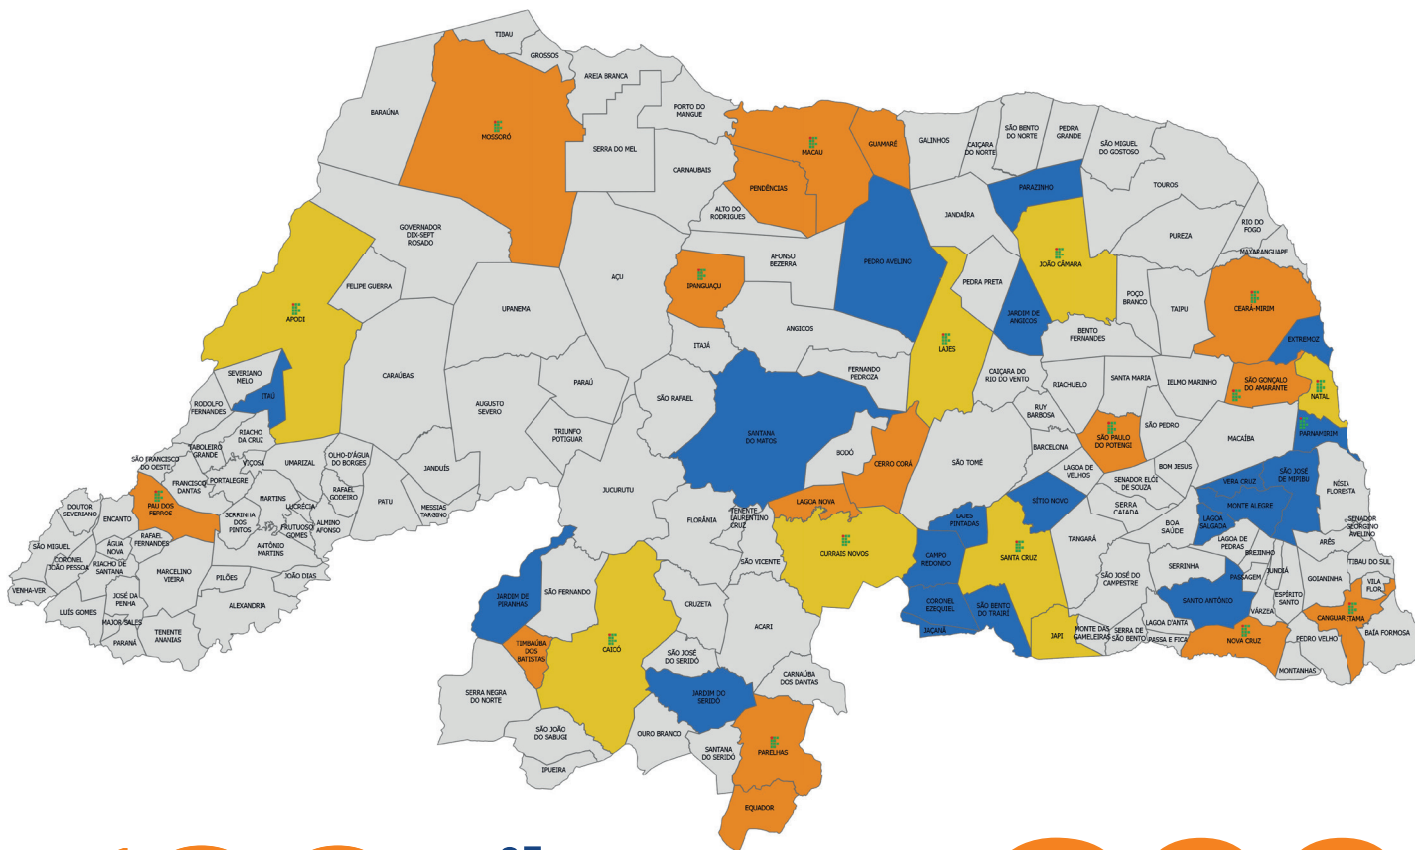 TIBAU
GROSSOS
AREIA BRANCA
BARAÚNA
MOSSORÓ
PORTO DO
MANGUE
SERRA DO MEL
CARNAUBAIS
MACAU
GUAMARÉ
PENDÊNCIAS
GALINHOS
CAIÇARA
DO NORTE
SÃO BENTO
DO NORTE
PEDRA
GRANDE
SÃO MIGUEL
DO GOSTOSO
PARAZINHO
TOUROS
ALTO DO
RODRIGUES
JANDAÍRA
RIO DO
FOGO
PUREZA
GOVERNADOR
DIX-SEPT
ROSADO
AFONSO
BEZERRA
PEDRO AVELINO
JOÃO CÂMARA
MAXARANGUAPE
AÇU
IPANGUAÇU
FELIPE GUERRA
PEDRA PRETA
POÇO
BRANCO
TAIPU
CEARÁ-MIRIM
UPANEMA
APODI
JARDIM DE
ANGICOS
ANGICOS
BENTO
FERNANDES
EXTREMOZ
ITAJÁ
LAJES
SEVERIANO
MELO
CARAÚBAS
PARAÚ
FERNANDO
PEDROZA
CAIÇARA DO
RIO DO VENTO
RIACHUELO
SANTA MARIA
IELMO MARINHO
SÃO GONÇALO
DO AMARANTE
NATAL
ITAÚ
RODOLFO
FERNANDES
AUGUSTO
SEVERO
SÃO RAFAEL
RUY
BARBOSA
SÃO PEDRO
RIACHO
DA CRUZ
TRIUNFO
POTIGUAR
SANTANA
DO MATOS
SÃO PAULO
DO POTENGI
MACAÍBA
PARNAMIRIM
TABOLEIRO
GRANDE
BODÓ
BARCELONA
SÃO FRANCISCO
DO OESTE
VIÇOSA
UMARIZAL
OLHO-D'ÁGUA
DO BORGES
JANDUÍS
CERRO CORÁ
SÃO TOMÉ
LAGOA DE
VELHOS
BOM JESUS
FRANCISCO
DANTAS
PORTALEGRE
SENADOR ELÓI
DE SOUZA
VERA CRUZ
SÃO JOSÉ
DE MIPIBU
NÍSIA
FLORESTA
RAFAEL
GODEIRO
PATU
JUCURUTU
MARTINS
LAGOA NOVA
SÍTIO NOVO
MONTE ALEGRE
PAU DOS
FERROS
DOUTOR
SEVERIANO
ENCANTO
LUCRÉCIA
MESSIAS
TARGINO
SERRA
CAIADA
SERRINHA
DOS
PINTOS
FRUTUOSO
GOMES
ALMINO
AFONSO
FLORÂNIA
TENENTE
LAURENTINO
CRUZ
LAJES
PINTADAS
LAGOA
SALGADA
BOA
SAÚDE
SENADOR
GEORGINO
AVELINO
RAFAEL
FERNANDES
ÁGUA
NOVA
SÃO MIGUEL
TANGARÁ
LAGOA DE
PEDRAS
ARÊS
ANTÔNIO
MARTINS
CURRAIS NOVOS
CAMPO
REDONDO
SANTA CRUZ
BREJINHO
CORONEL
JOÃO PESSOA
RIACHO DE
SANTANA
SÃO VICENTE
SERRINHA
TIBAU DO SUL
MARCELINO
VIEIRA
PILÕES
JOÃO DIAS
JUNDIÁ
PASSAGEM
GOIANINHA
SÃO JOSÉ DO
CAMPESTRE
VENHA-VER
VILA
FLOR
JARDIM DE
PIRANHAS
SÃO FERNANDO
CRUZETA
JOSÉ DA
PENHA
CORONEL
EZEQUIEL
SÃO BENTO
DO TRAIRÍ
SANTO ANTÔNIO
ESPÍRITO
SANTO
ALEXANDRIA
LUÍS GOMES
VÁRZEA
CANGUARETAMA
MAJOR SALES
ACARI
LAGOA D'ANTA
JAÇANÃ
PARANÁ
TENENTE
ANANIAS
TIMBAÚBA
DOS
BATISTAS
CAICÓ
JAPI
MONTE DAS
GAMELEIRAS
SERRA DE
SÃO BENTO
PASSA E FICA
NOVA CRUZ
PEDRO VELHO
BAÍA FORMOSA
SÃO JOSÉ
DO SERIDÓ
MONTANHAS
CARNAÚBA
DOS DANTAS
SERRA NEGRA
DO NORTE
JARDIM DO
SERIDÓ
SÃO JOÃO
DO SABUGI
OURO BRANCO
SANTANA
DO SERIDÓ
PARELHAS
IPUEIRA
EQUADOR